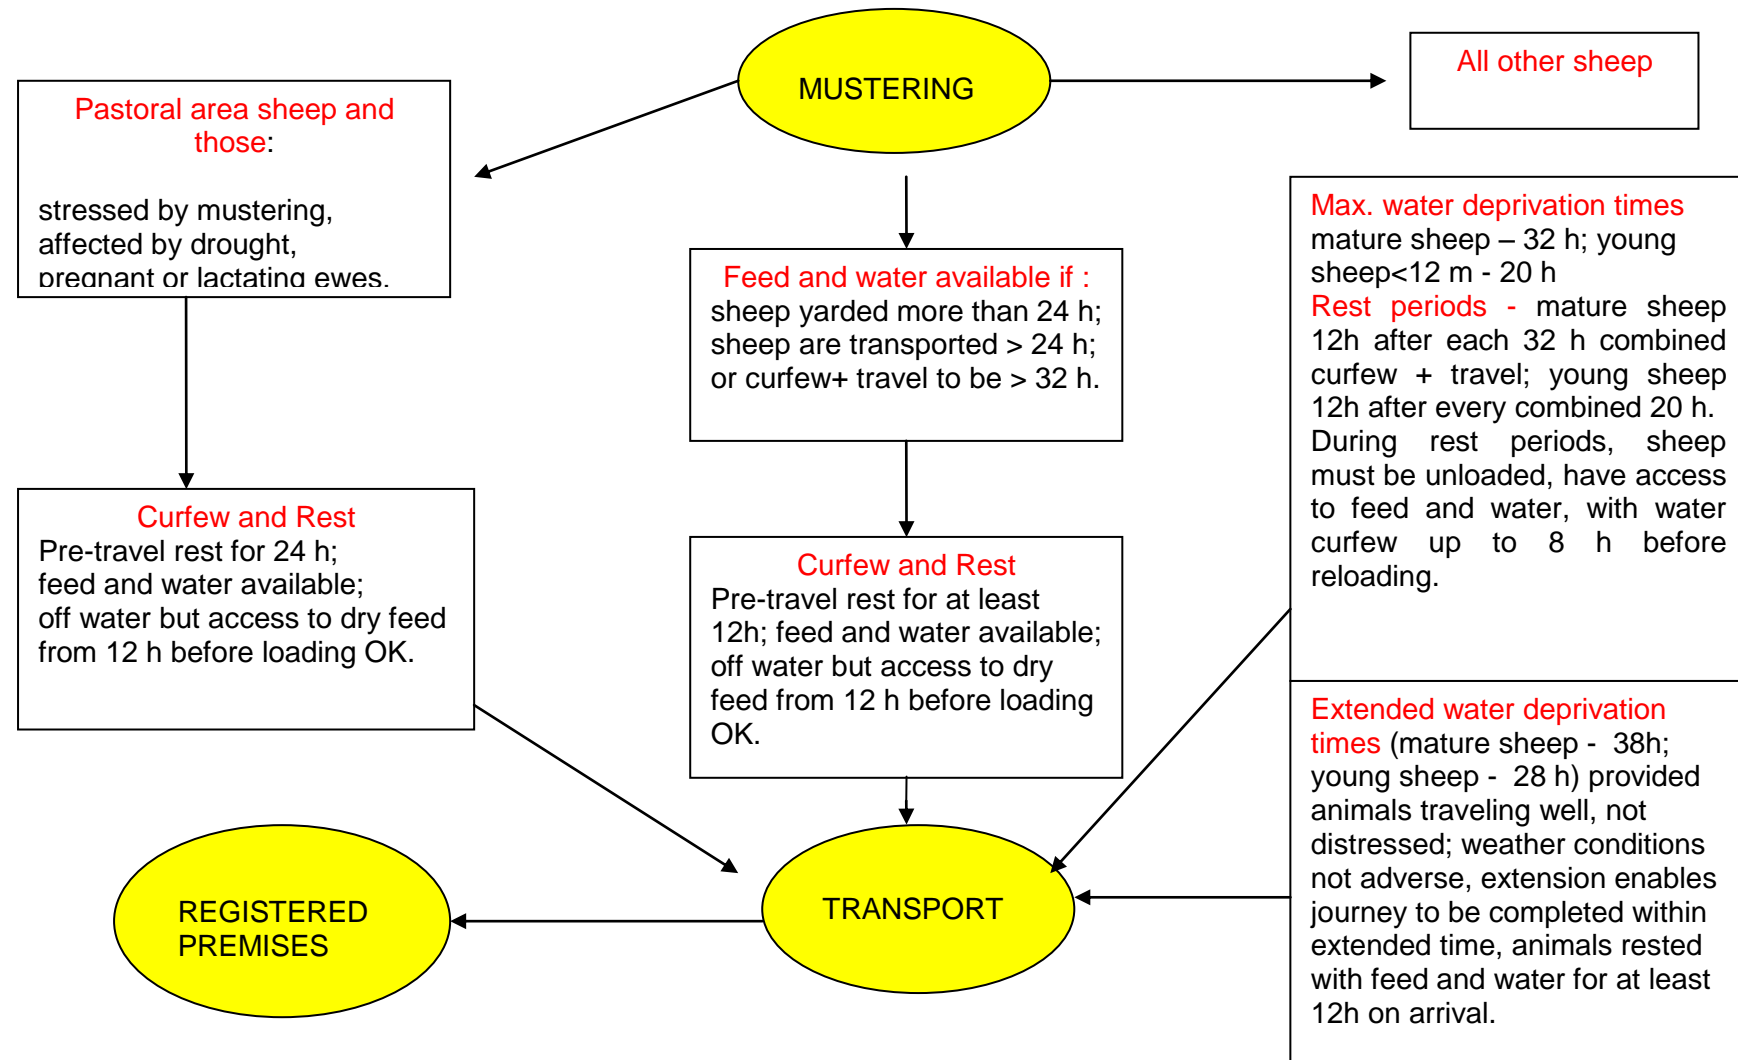 MUSTERING
All other sheep
Pastoral area sheep and
those:
stressed by mustering,
affected by drought,
pregnant or lactating ewes.
Feed and water available if :
sheep yarded more than 24 h;
sheep are transported > 24 h;
or curfew+ travel to be > 32 h.
Max. water deprivation times
mature sheep – 32 h; young
sheep<12 m - 20 h
Rest periods - mature sheep
12h after each 32 h combined
curfew + travel; young sheep
12h after every combined 20 h.
During rest periods, sheep
must be unloaded, have access
to feed and water, with water
curfew up to 8 h before
reloading.
Curfew and Rest
Pre-travel rest for 24 h;
feed and water available;
off water but access to dry feed
from 12 h before loading OK.
Curfew and Rest
Pre-travel rest for at least
12h; feed and water available;
off water but access to dry
feed from 12 h before loading
OK.
Extended water deprivation
times (mature sheep - 38h;
young sheep - 28 h) provided
animals traveling well, not
distressed; weather conditions
not adverse, extension enables
journey to be completed within
extended time, animals rested
with feed and water for at least
12h on arrival.
TRANSPORT
REGISTERED
PREMISES